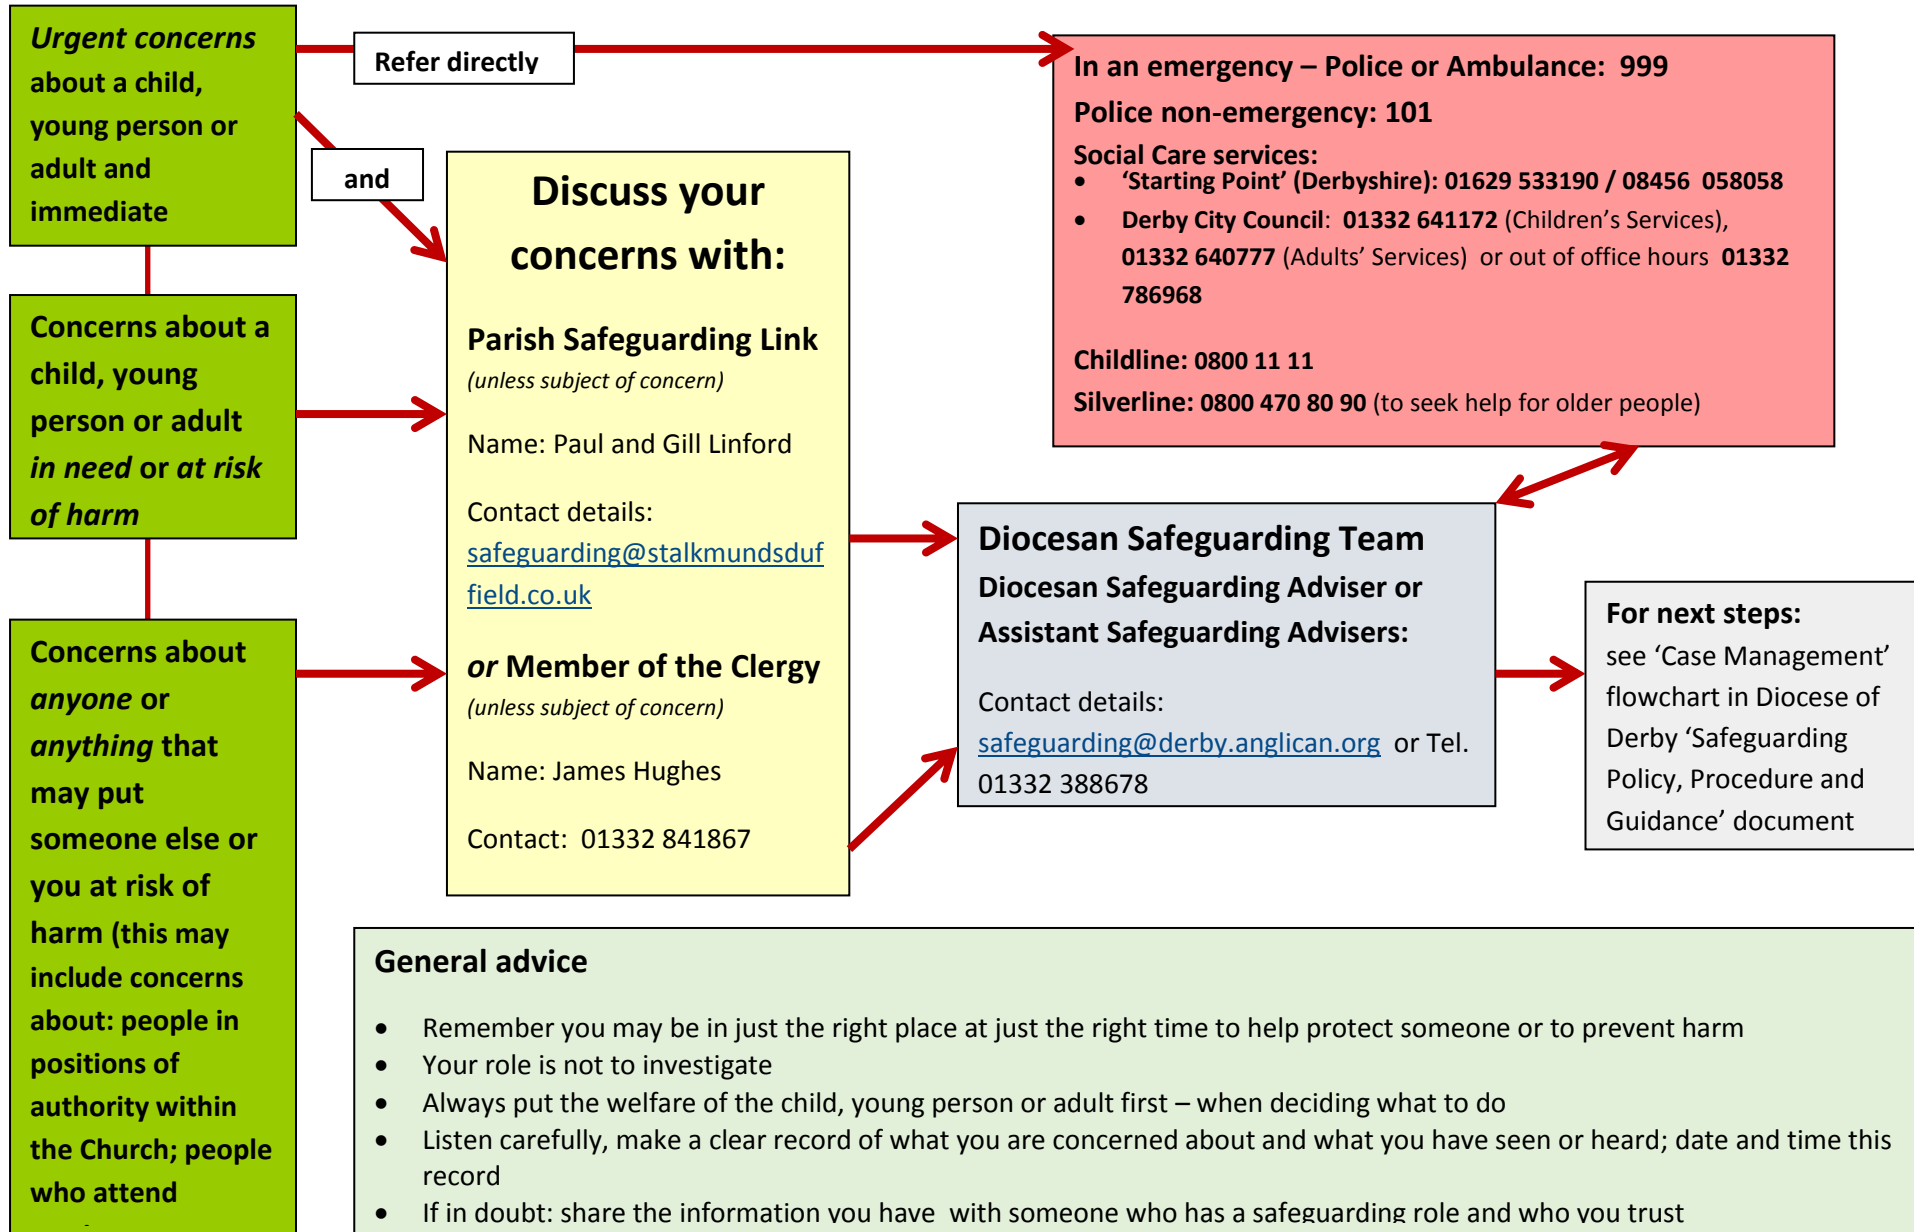 Urgent concerns
about a child,
young person or
adult and
immediate
Refer directly
and
In an emergency – Police or Ambulance:  999
Police non-emergency: 101
Social Care services:
• 'Starting Point' (Derbyshire): 01629 533190 / 08456  058058
• Derby City Council:  01332 641172 (Children's Services),
01332 640777 (Adults' Services)  or out of office hours  01332
786968
Childline: 0800 11 11
Silverline: 0800 470 80 90 (to seek help for older people)
Concerns about a
child, young
person or adult
in need or at risk
of harm
Discuss your
concerns with:
Parish Safeguarding Link
(unless subject of concern)
Name: Paul and Gill Linford
Contact details:
safeguarding@stalkmundsduf
field.co.uk
or Member of the Clergy
(unless subject of concern)
Name: James Hughes
Contact:  01332 841867
Diocesan Safeguarding Team
Diocesan Safeguarding Adviser or
Assistant Safeguarding Advisers:
Contact details:
safeguarding@derby.anglican.org  or Tel.
01332 388678
For next steps:
see 'Case Management'
flowchart in Diocese of
Derby 'Safeguarding
Policy, Procedure and
Guidance' document
Concerns about
anyone or
anything that
may put
someone else or
you at risk of
harm (this may
include concerns
about: people in
positions of
authority within
the Church; people
who attend
General advice
• Remember you may be in just the right place at just the right time to help protect someone or to prevent harm
• Your role is not to investigate
• Always put the welfare of the child, young person or adult first – when deciding what to do
• Listen carefully, make a clear record of what you are concerned about and what you have seen or heard; date and time this
record
• If in doubt: share the information you have  with someone who has a safeguarding role and who you trust